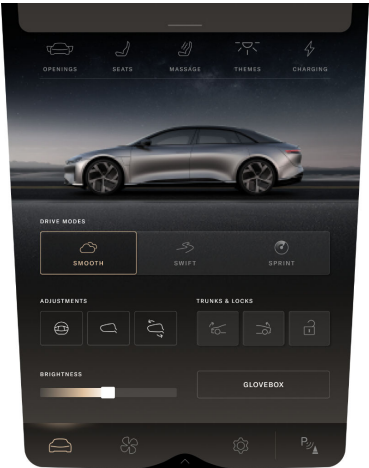 OPENINGS SEATS MASSAGE THEMES CHARGING
DRIVE MODES
SMOOTH SWIFT SPRINT
ADJUSTMENTS TRUNKS & LOCKS
BRIGHTNESS
GLOVEBOX
P